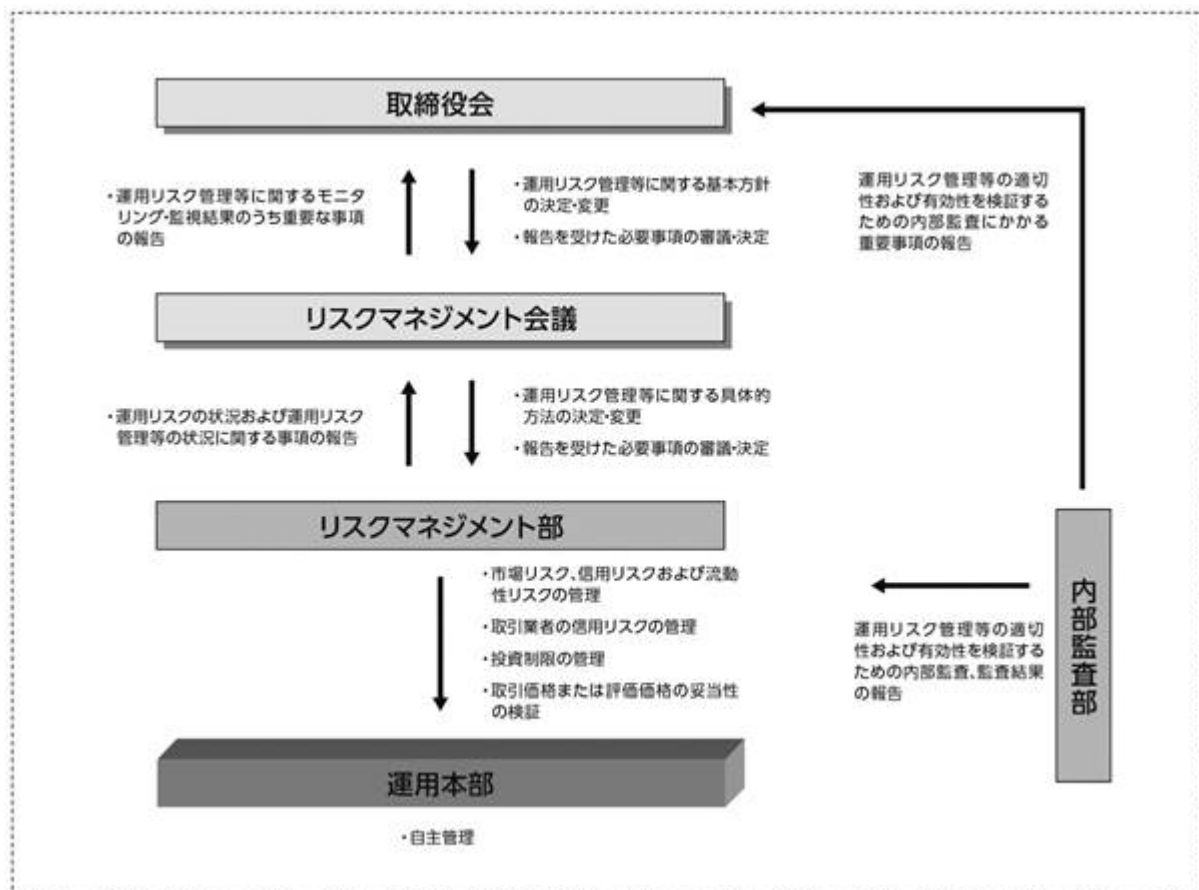 取締役会
・運用リスク管理等に関するモニタ
リング・監視結果のうち重要な事項
の報告
・運用リスク管理等に関する基本方針
の決定・変更
・報告を受けた必要事項の審議・決定
運用リスク管理等の適切
性および有効性を検証する
ための内部監査にかかる
重要事項の報告
リスクマネジメント会議
・運用リスクの状況および運用リスク
管理等の状況に関する事項の報告
・運用リスク管理等に関する具体的
方法の決定・変更
・報告を受けた必要事項の審議・決定
リスクマネジメント部
・市場リスク、信用リスクおよび流動
性リスクの管理
・取引業者の信用リスクの管理
・投資制限の管理
・取引価格または評価価格の妥当性
の検証
運用リスク管理等の適切
性および有効性を検証する
ための内部監査、監査結果
の報告
内部監査部
運用本部
・自主管理